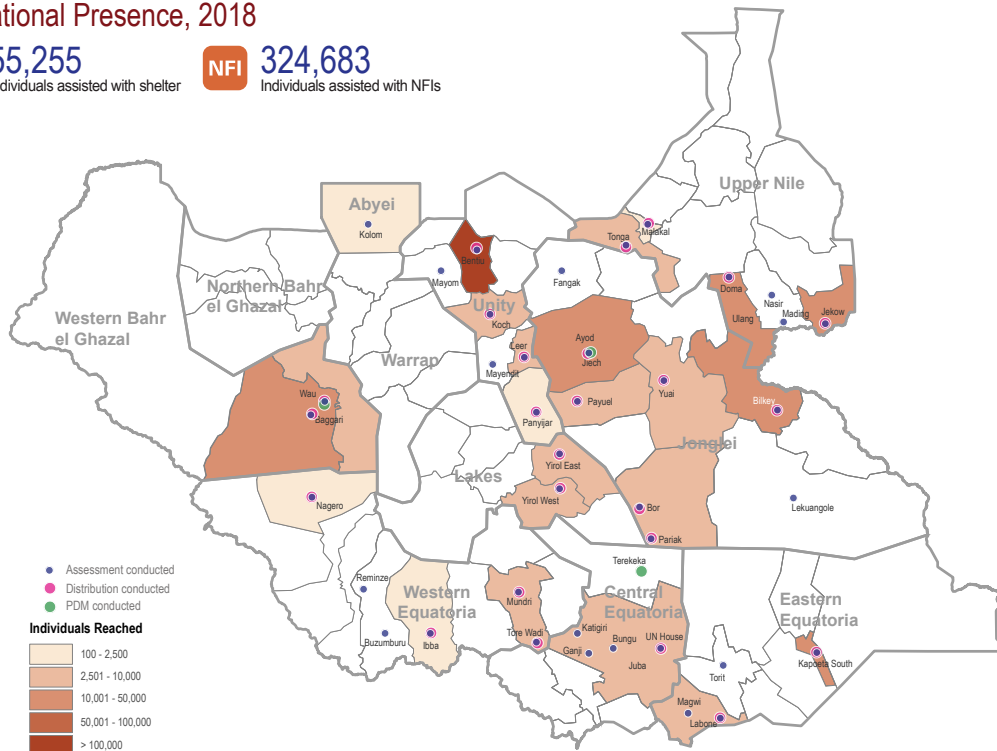 ational Presence, 2018
55,255
ndividuals assisted with shelter
NFI
324,683
Individuals assisted with NFIs
Upper Nile
Abyei
Kolom
Malakal
Tonga
Bentiu
Mayom
Fangak
Doma
Nasir
Mading
Ulang
Jekow
Northern Bahr
el Ghazal
Unity
Koch
Western Bahr
el Ghazal
Ayod
Jiech
Leer
Warrap
Mayendit
Wau
Baggari
Payuel
Yuai
Bilkey
Panyijar
Jonglei
Yirol East
Lakes
Yirol West
Nagero
Bor
Lekuangole
Pariak
Terekeka
Reminze
Western
Equatoria
Mundri
Central
Equatoria
Eastern
Equatoria
Buzumburu
Ibba
Tore Wadi
Katigiri
Ganji
Bungu
UN House
Juba
Kapoeta South
Torit
Magwi
Labone
Assessment conducted
Distribution conducted
PDM conducted
Individuals Reached
100 - 2,500
2,501 - 10,000
10,001 - 50,000
50,001 - 100,000
> 100,000